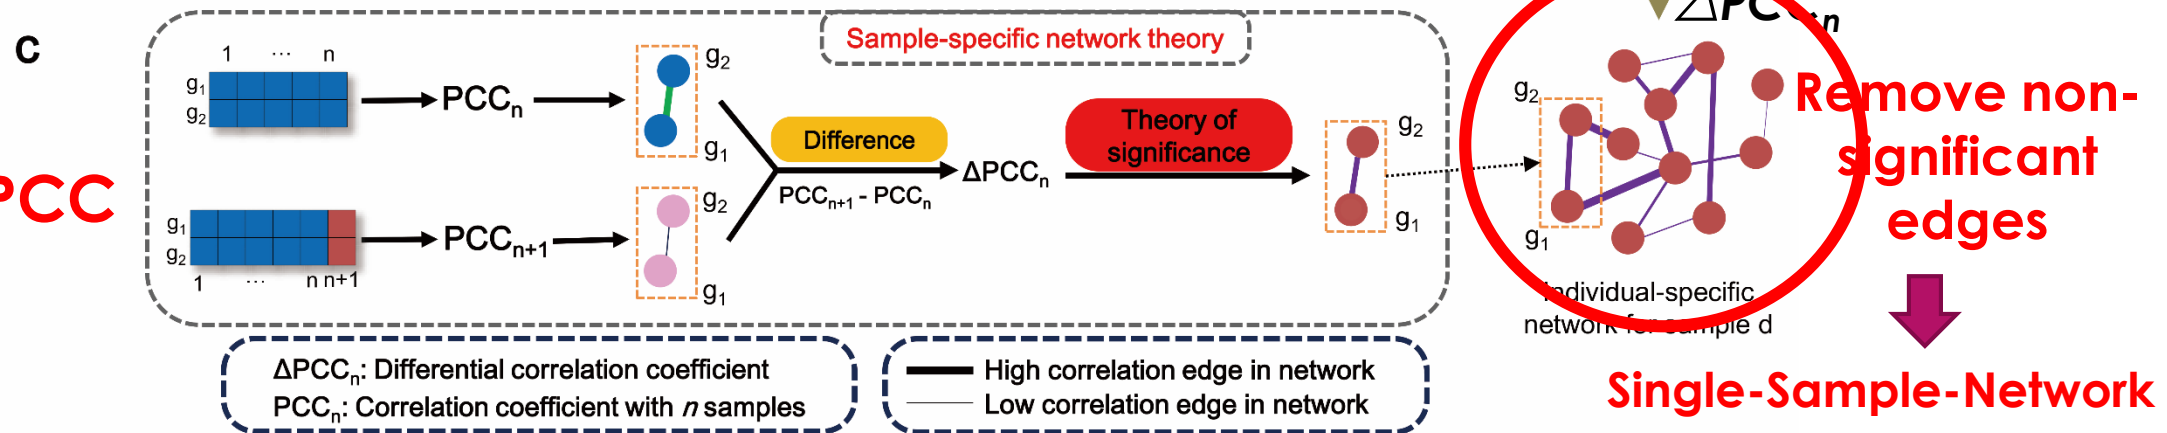 c
Sample-specific network theory
1 ... n
g1
g2
PCCn
g2
g1
Difference
PCCn+1 - PCCn
ΔPCCn
Theory of
significance
g2
g1
PCC
g1
g2
1 ... n n+1
PCCn+1
g2
g1
△PCCn
g2
g1
Individual-specific
network for sample d
Remove non-
significant
edges
Single-Sample-Network
ΔPCCn: Differential correlation coefficient
PCCn: Correlation coefficient with n samples
High correlation edge in network
Low correlation edge in network